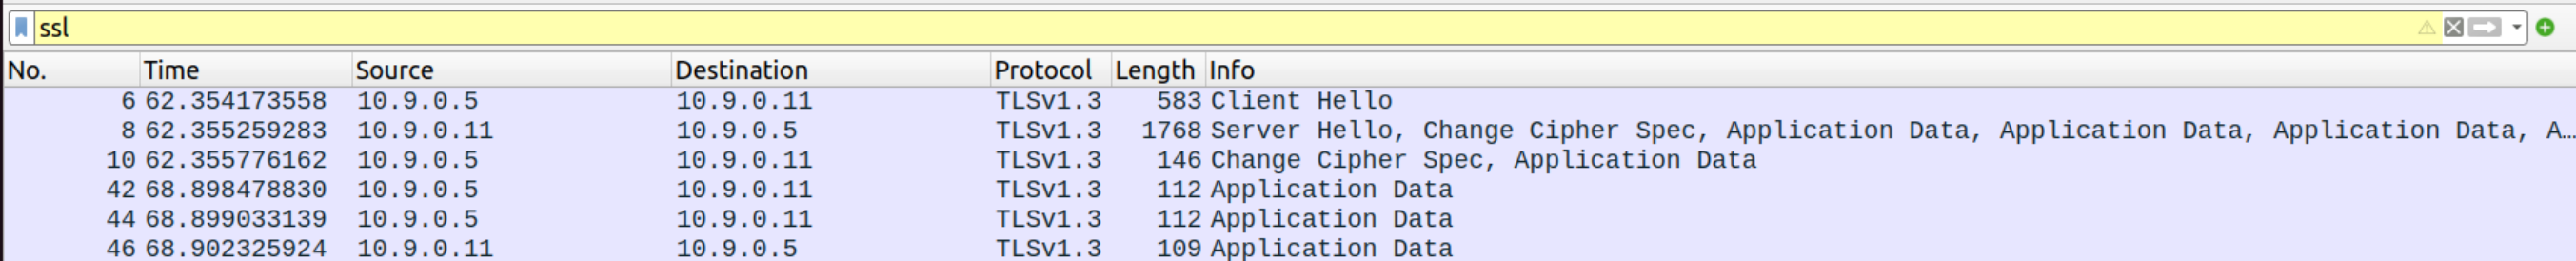 ssl
No. Time Source Destination Protocol Length Info
6 62.354173558 10.9.0.5 10.9.0.11 TLSv1.3 583 Client Hello
8 62.355259283 10.9.0.11 10.9.0.5 TLSv1.3 1768 Server Hello, Change Cipher Spec, Application Data, Application Data, Application Data, A…
10 62.355776162 10.9.0.5 10.9.0.11 TLSv1.3 146 Change Cipher Spec, Application Data
42 68.898478830 10.9.0.5 10.9.0.11 TLSv1.3 112 Application Data
44 68.899033139 10.9.0.5 10.9.0.11 TLSv1.3 112 Application Data
46 68.902325924 10.9.0.11 10.9.0.5 TLSv1.3 109 Application Data